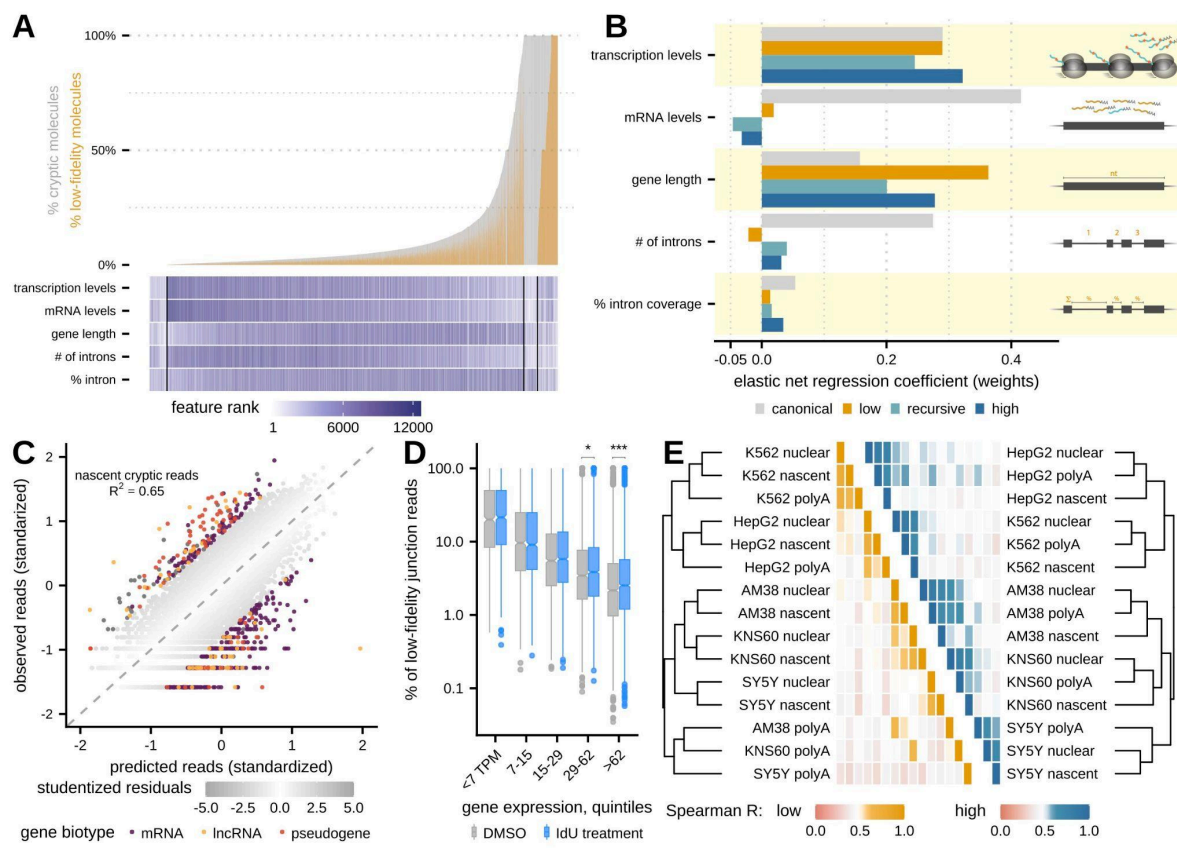 A
100%
50%
0%
% cryptic molecules
% low-fidelity molecules
transcription levels
mRNA levels
gene length
# of introns
% intron
feature rank
1 6000 12000
B
transcription levels
mRNA levels
gene length
# of introns
% intron coverage
nt
1 2 3
% % %
-0.05 0.0 0.2 0.4
elastic net regression coefficient (weights)
canonical low recursive high
C
nascent cryptic reads
R² = 0.65
observed reads (standarized)
2
1
0
-1
-2
-2 -1 0 1 2
predicted reads (standarized)
studentized residuals
-5.0 -2.5 0.0 2.5 5.0
gene biotype mRNA lncRNA pseudogene
D
* ***
% of low-fidelity junction reads
100.0
10.0
1.0
0.1
<7 TPM 7-15 15-29 29-62 >62
gene expression, quintiles
DMSO IdU treatment
E
K562 nuclear HepG2 nuclear
K562 nascent HepG2 polyA
K562 polyA HepG2 nascent
HepG2 nuclear K562 nuclear
HepG2 nascent K562 polyA
HepG2 polyA K562 nascent
AM38 nuclear AM38 nuclear
AM38 nascent AM38 polyA
KNS60 nuclear AM38 nascent
KNS60 nascent KNS60 nuclear
SY5Y nuclear KNS60 polyA
SY5Y nascent KNS60 nascent
AM38 polyA SY5Y polyA
KNS60 polyA SY5Y nuclear
SY5Y polyA SY5Y nascent
Spearman R: low high
0.0 0.5 1.0 0.0 0.5 1.0